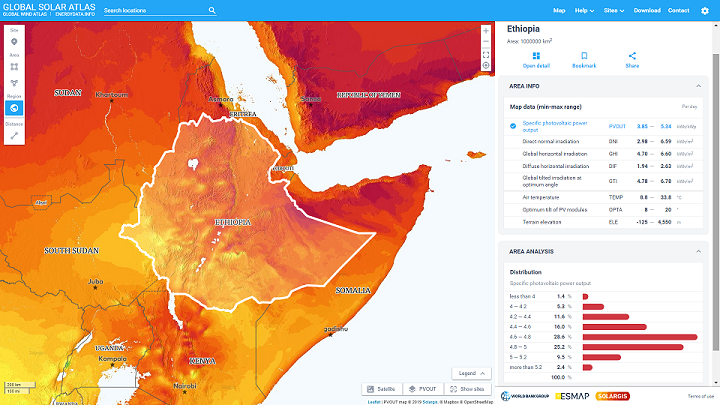 GLOBAL SOLAR ATLAS
GLOBAL WIND ATLAS | ENERGYDATA.INFO
Search locations
Map
Help
Sites
Download
Contact
Site
Area
Region
Distance
SUDAN
Khartoum
Asmara
ERITREA
Sanaa
REPUBLIC OF YEMEN
ETHIOPIA
SOUTH SUDAN
Juba
SOMALIA
UGANDA
Kampala
KENYA
Nairobi
Legend
Satellite
PVOUT
Show sites
Leaflet | PVOUT map © 2019 Solargis, © Mapbox © OpenStreetMap
Ethiopia
Area: 1000000 km²
Open detail
Bookmark
Share
AREA INFO
Map data (min-max range)
Per day
Specific photovoltaic power output PVOUT 3.85 — 5.34 kWh/kWp
Direct normal irradiation DNI 2.98 — 6.59 kWh/m²
Global horizontal irradiation GHI 4.78 — 6.60 kWh/m²
Diffuse horizontal irradiation DIF 1.94 — 2.63 kWh/m²
Global tilted irradiation at optimum angle GTI 4.78 — 6.78 kWh/m²
Air temperature TEMP 8.8 — 33.8 °C
Optimum tilt of PV modules OPTA 8 — 20 °
Terrain elevation ELE -125 — 4,550 m
AREA ANALYSIS
Distribution
Specific photovoltaic power output
less than 4 1.4 %
4 — 4.2 5.3 %
4.2 — 4.4 11.6 %
4.4 — 4.6 16.0 %
4.6 — 4.8 28.6 %
4.8 — 5 25.2 %
5 — 5.2 9.5 %
more than 5.2 2.4 %
100.0 %
WORLD BANK GROUP
ESMAP
SOLARGIS
Terms of use